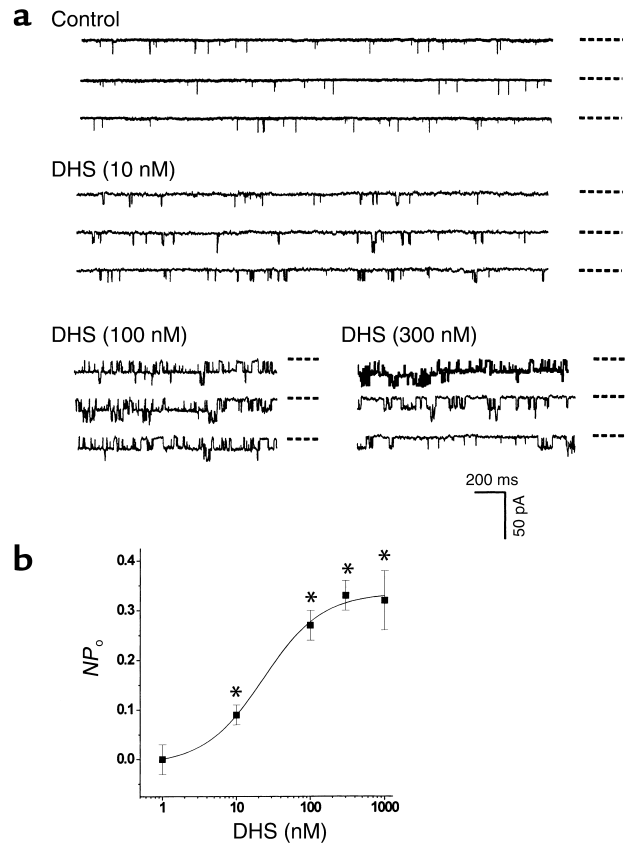 a
Control
DHS (10 nM)
DHS (100 nM)
DHS (300 nM)
200 ms
50 pA
b
0.4
*
*
*
0.3
*
0.2
0.1
0.0
NPo
1
10
100
1000
DHS (nM)